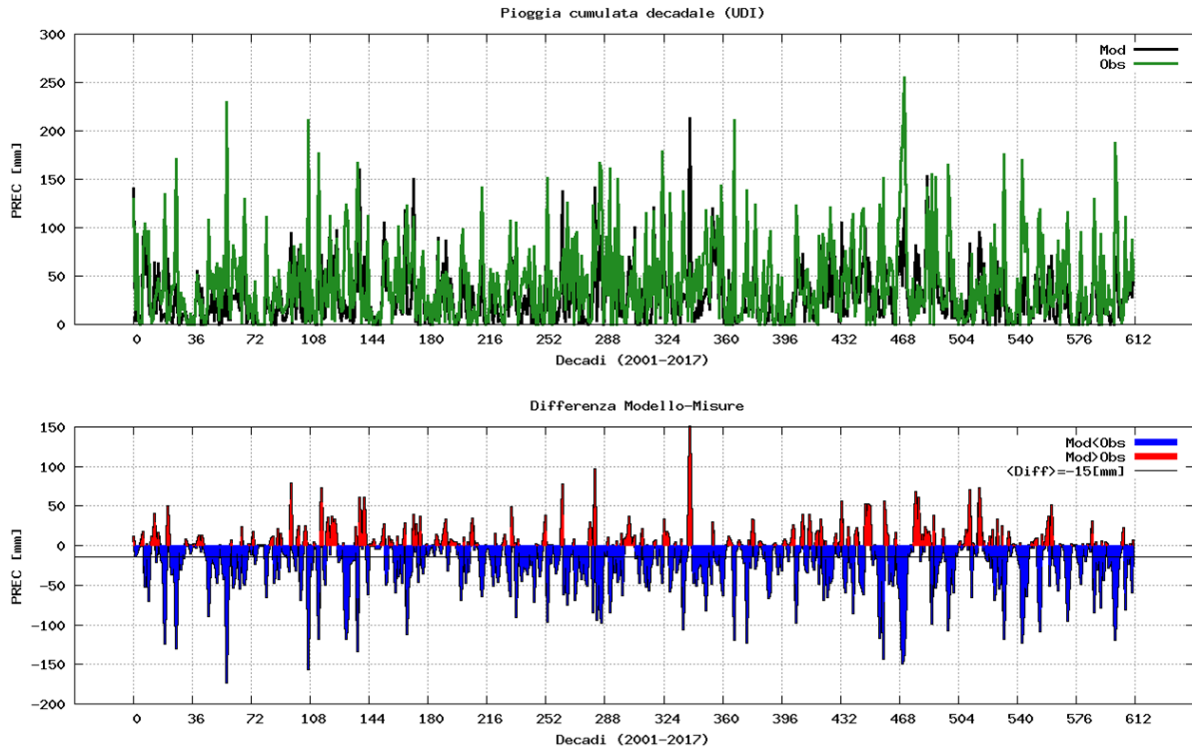 Pioggia cumulata decadale (UDI)
300
250
200
150
100
50
0
PREC [mm]
Mod
Obs
0 36 72 108 144 180 216 252 288 324 360 396 432 468 504 540 576 612
Decadi (2001-2017)
Differenza Modello-Misure
150
100
50
0
-50
-100
-150
-200
PREC [mm]
Mod<Obs
Mod>Obs
<Diff>=-15[mm]
0 36 72 108 144 180 216 252 288 324 360 396 432 468 504 540 576 612
Decadi (2001-2017)